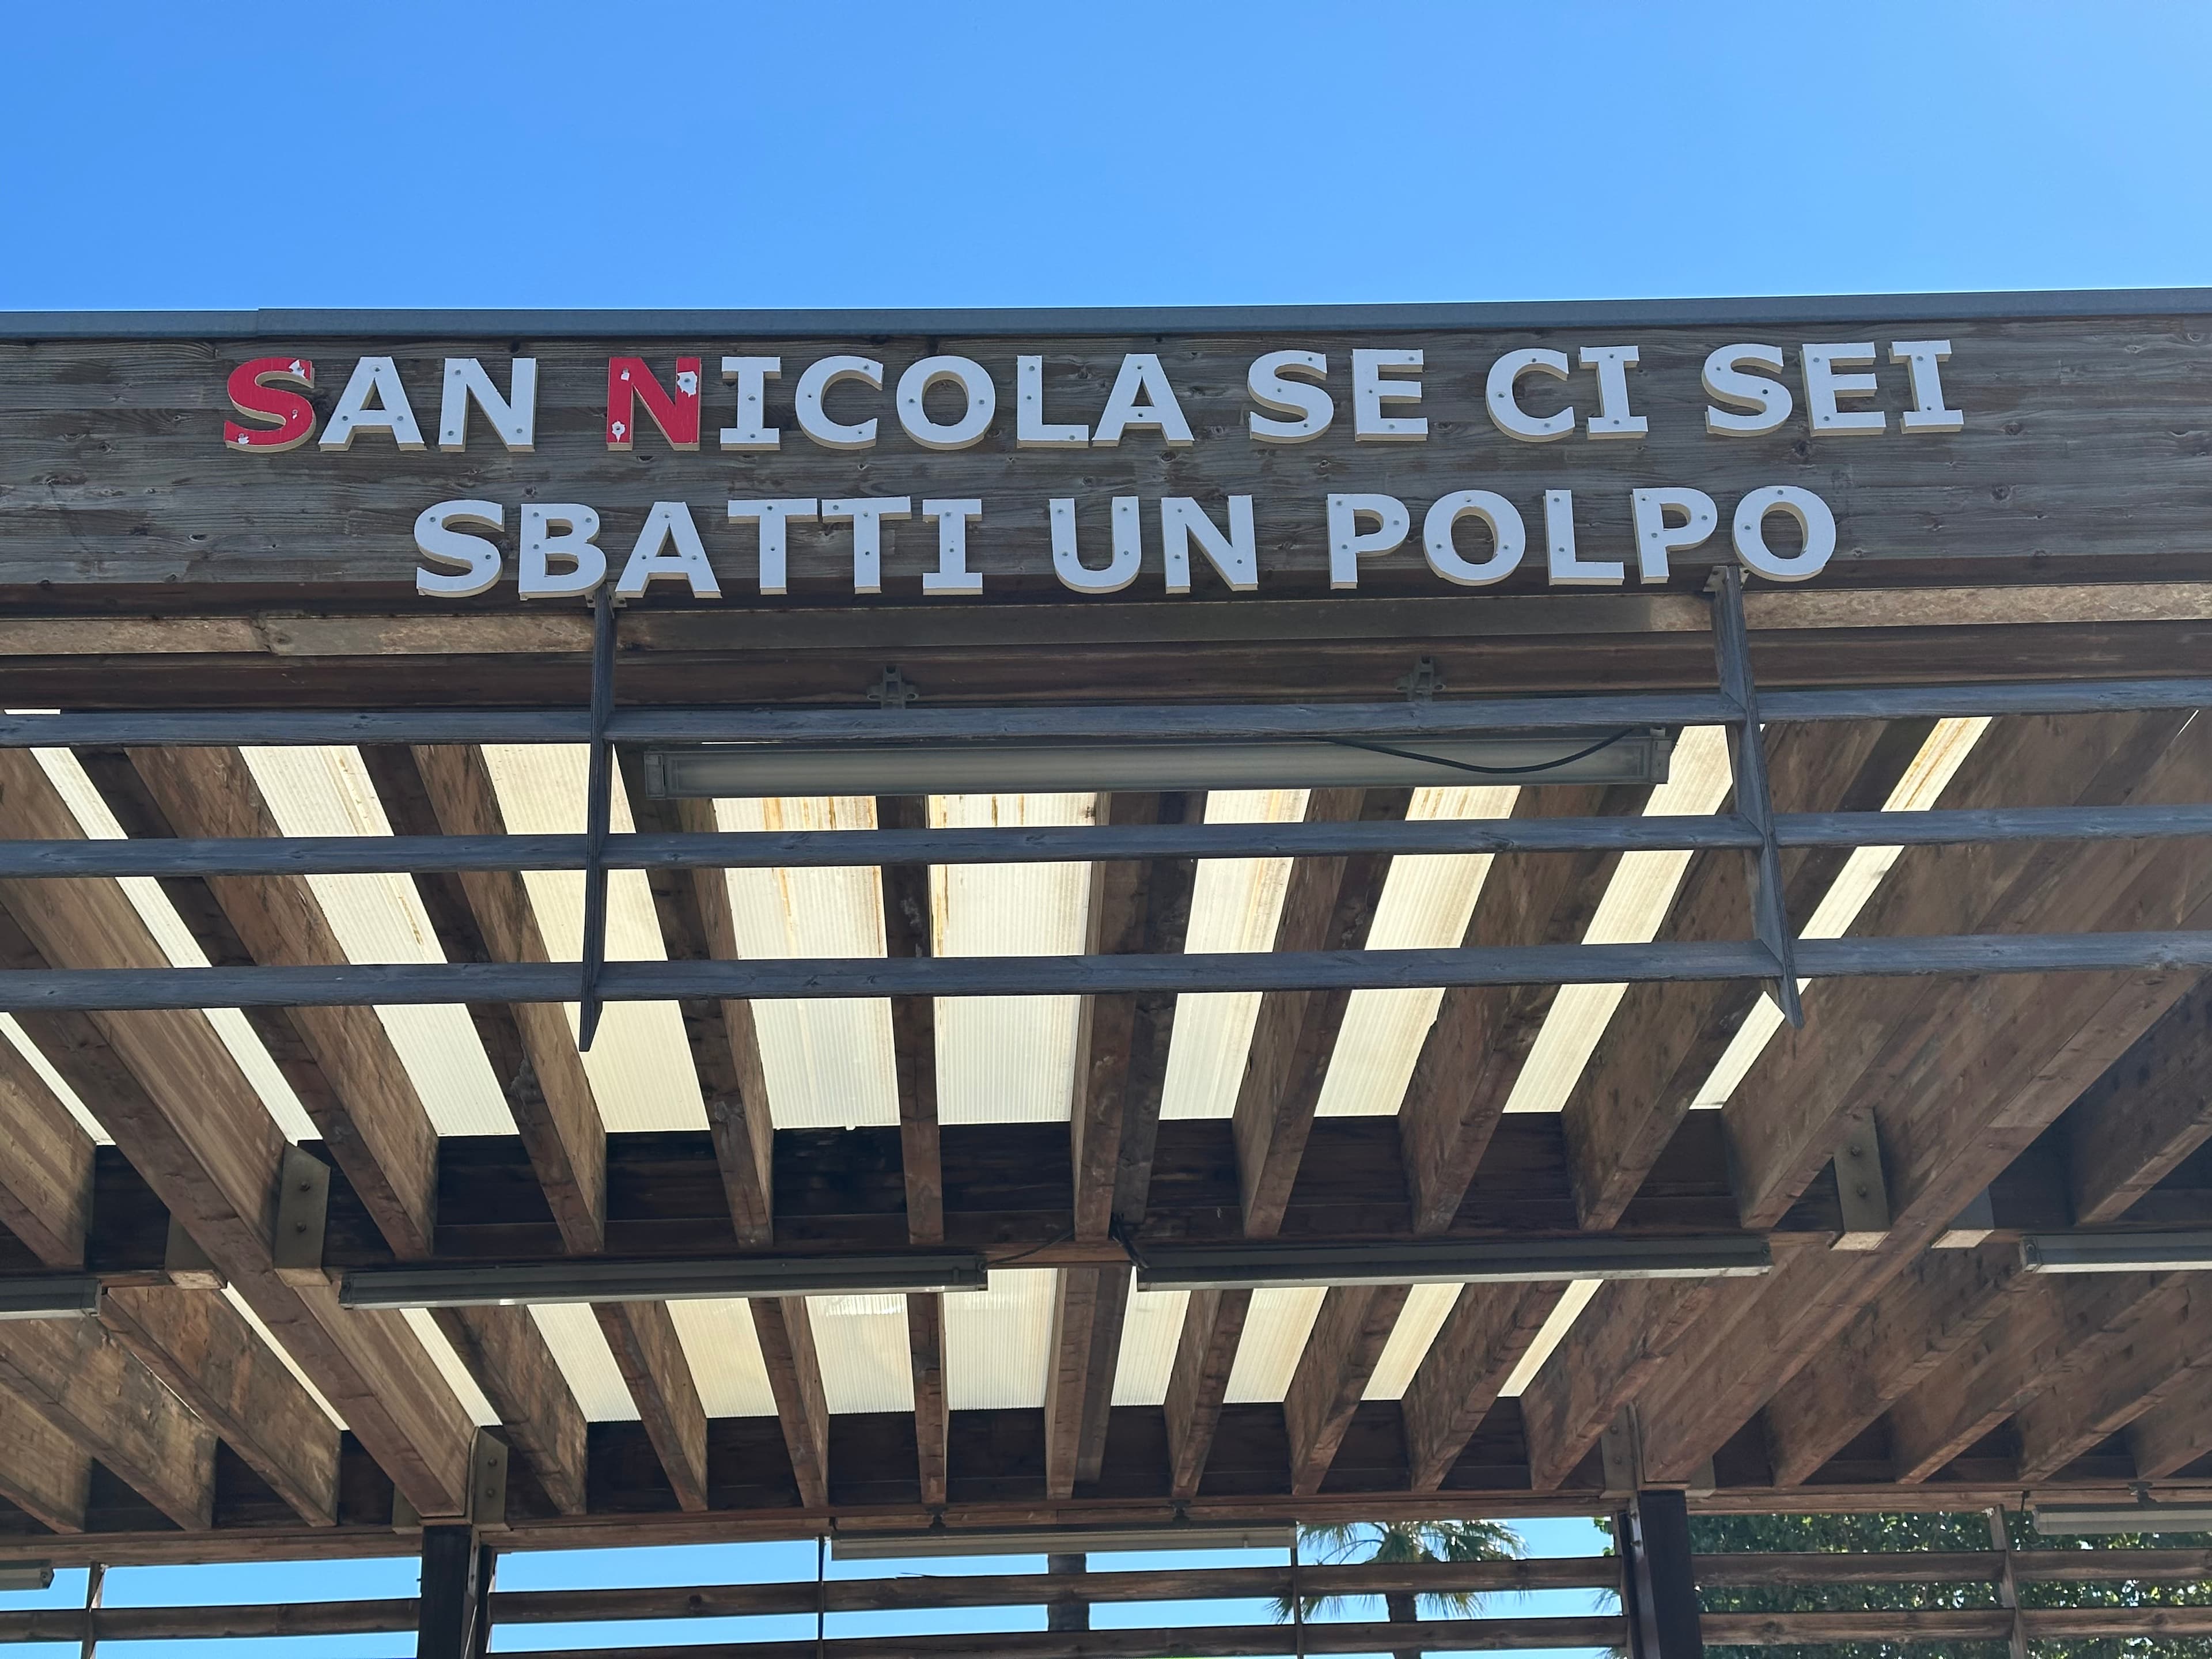 SAN NICOLA SE CI SEI
SBATTI UN POLPO